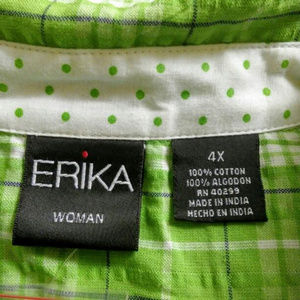 ERIKA
WOMAN
4X
100% COTTON
100% ALGODON
RN 40299
MADE IN INDIA
HECHO EN INDIA